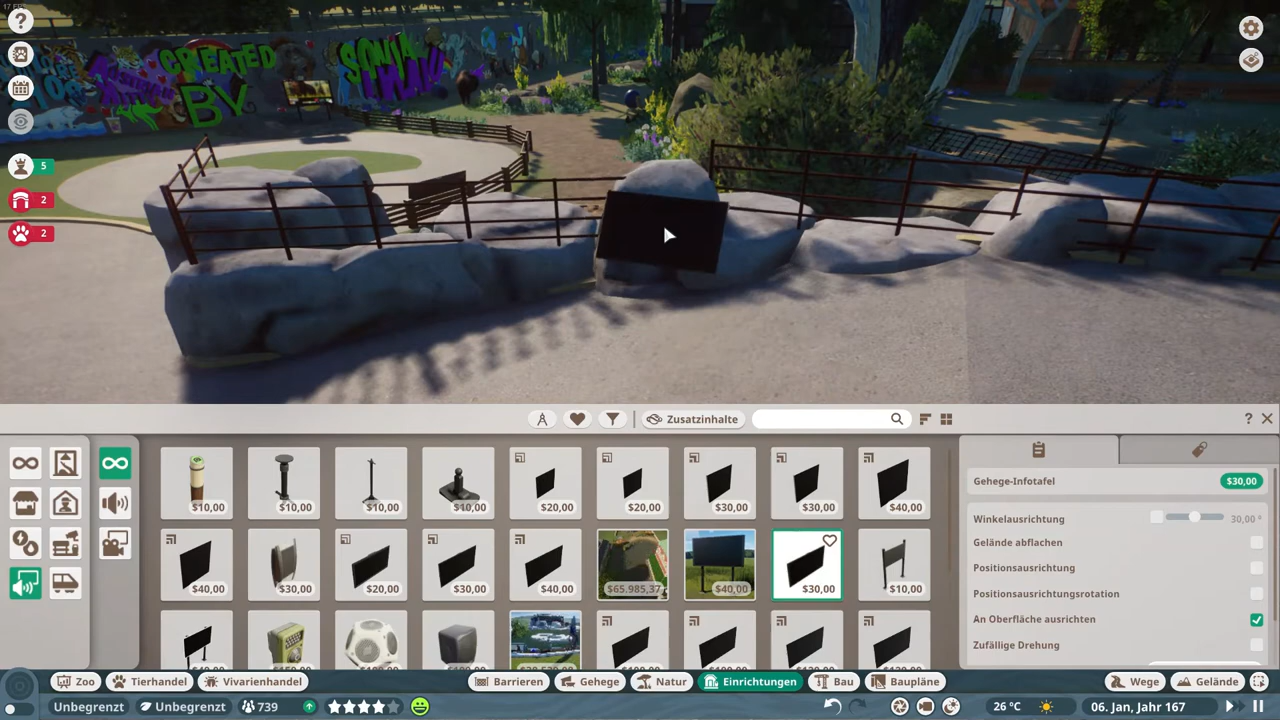 CREATED
BY
SONJA
5
2
2
Zusatzinhalte
?
$10,00 $10,00 $10,00 $10,00 $20,00 $20,00 $30,00 $30,00 $40,00
$40,00 $30,00 $20,00 $30,00 $40,00 $65.985,37 $40,00 $30,00 $10,00
Gehege-Infotafel $30,00
Winkelausrichtung 30,00 °
Gelände abflachen
Positionsausrichtung
Positionsausrichtungsrotation
An Oberfläche ausrichten
Zufällige Drehung
Zoo Tierhandel Vivarienhandel Barrieren Gehege Natur Einrichtungen Bau Baupläne Wege Gelände
Unbegrenzt Unbegrenzt 739 26 °C 06. Jan, Jahr 167